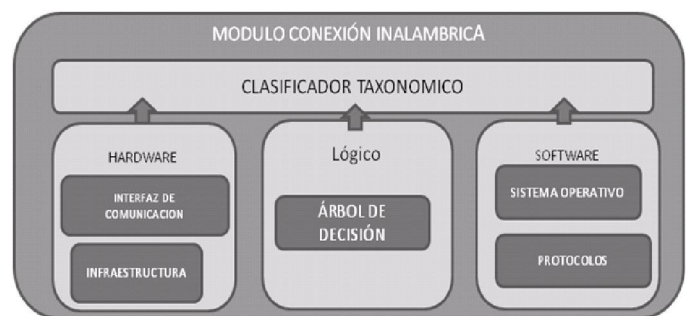 MODULO CONEXIÓN INALAMBRICA
CLASIFICADOR TAXONOMICO
HARDWARE
INTERFAZ DE
COMUNICACION
INFRAESTRUCTURA
Lógico
ÁRBOL DE
DECISIÓN
SOFTWARE
SISTEMA OPERATIVO
PROTOCOLOS